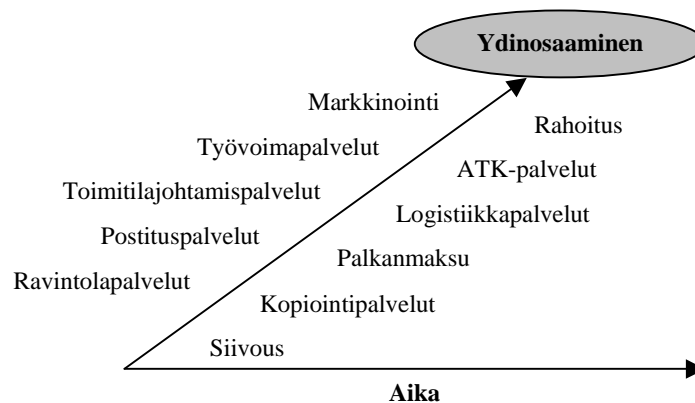 Ydinosaaminen
Markkinointi
Rahoitus
Työvoimapalvelut
ATK-palvelut
Toimitilajohtamispalvelut
Logistiikkapalvelut
Postituspalvelut
Palkanmaksu
Ravintolapalvelut
Kopiointipalvelut
Siivous
Aika